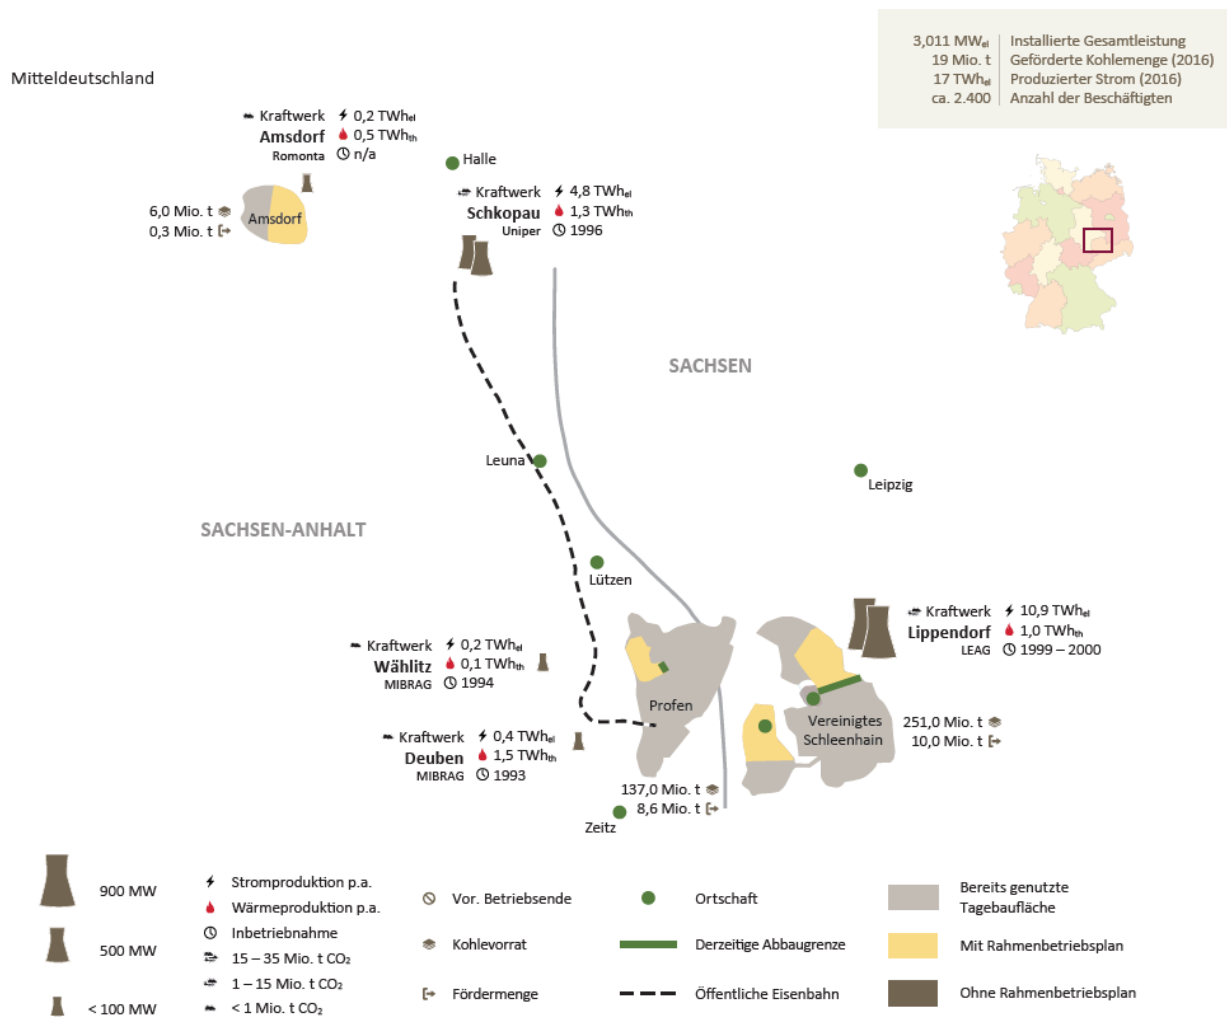 3,011 MWel Installierte Gesamtleistung
19 Mio. t Geförderte Kohlemenge (2016)
17 TWhel Produzierter Strom (2016)
ca. 2.400 Anzahl der Beschäftigten
Mitteldeutschland
Kraftwerk 0,2 TWhel
Amsdorf 0,5 TWhth
Romonta n/a
Halle
6,0 Mio. t
0,3 Mio. t
Amsdorf
Kraftwerk 4,8 TWhel
Schkopau 1,3 TWhth
Uniper 1996
SACHSEN
Leuna
Leipzig
SACHSEN-ANHALT
Lützen
Kraftwerk 10,9 TWhel
Lippendorf 1,0 TWhth
LEAG 1999 – 2000
Kraftwerk 0,2 TWhel
Wählitz 0,1 TWhth
MIBRAG 1994
Profen
Vereinigtes
Schleenhain
251,0 Mio. t
10,0 Mio. t
Kraftwerk 0,4 TWhel
Deuben 1,5 TWhth
MIBRAG 1993
137,0 Mio. t
8,6 Mio. t
Zeitz
900 MW
500 MW
< 100 MW
Stromproduktion p.a.
Wärmeproduktion p.a.
Inbetriebnahme
15 – 35 Mio. t CO₂
1 – 15 Mio. t CO₂
< 1 Mio. t CO₂
Vor. Betriebsende
Kohlevorrat
Fördermenge
Ortschaft
Derzeitige Abbaugrenze
Öffentliche Eisenbahn
Bereits genutzte
Tagebaufläche
Mit Rahmenbetriebsplan
Ohne Rahmenbetriebsplan